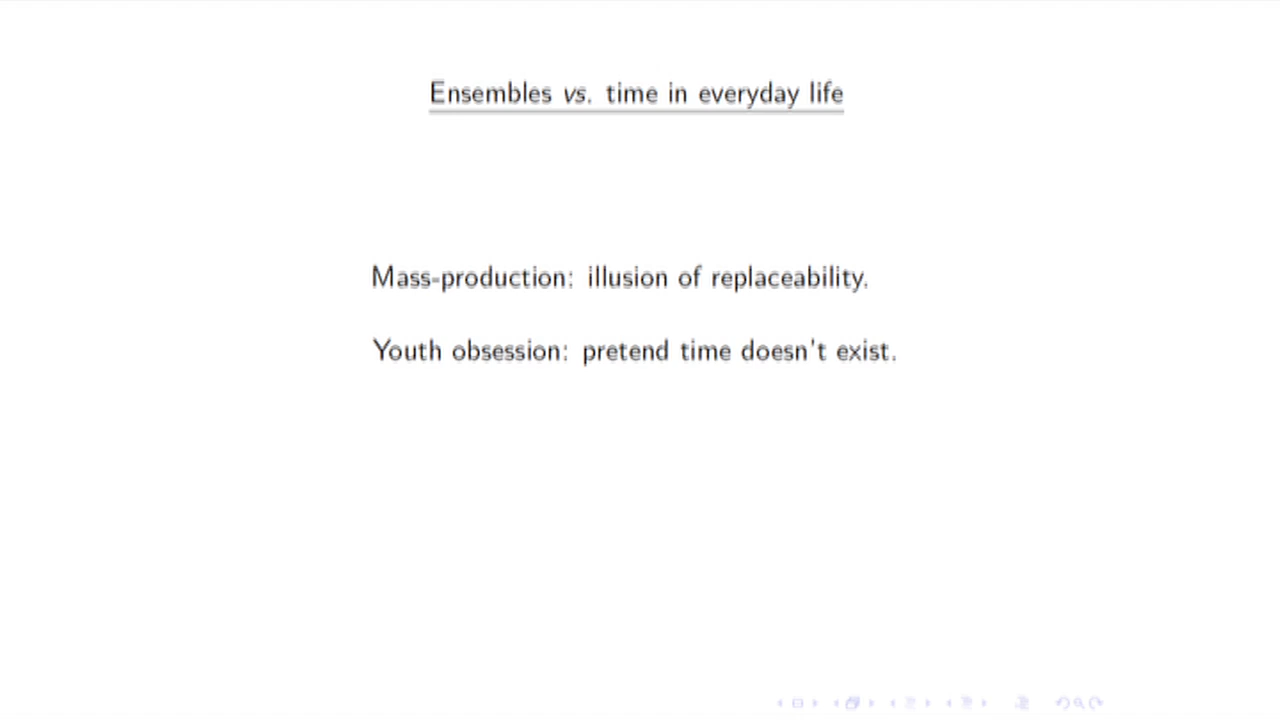 Ensembles vs. time in everyday life
Mass-production: illusion of replaceability.
Youth obsession: pretend time doesn't exist.